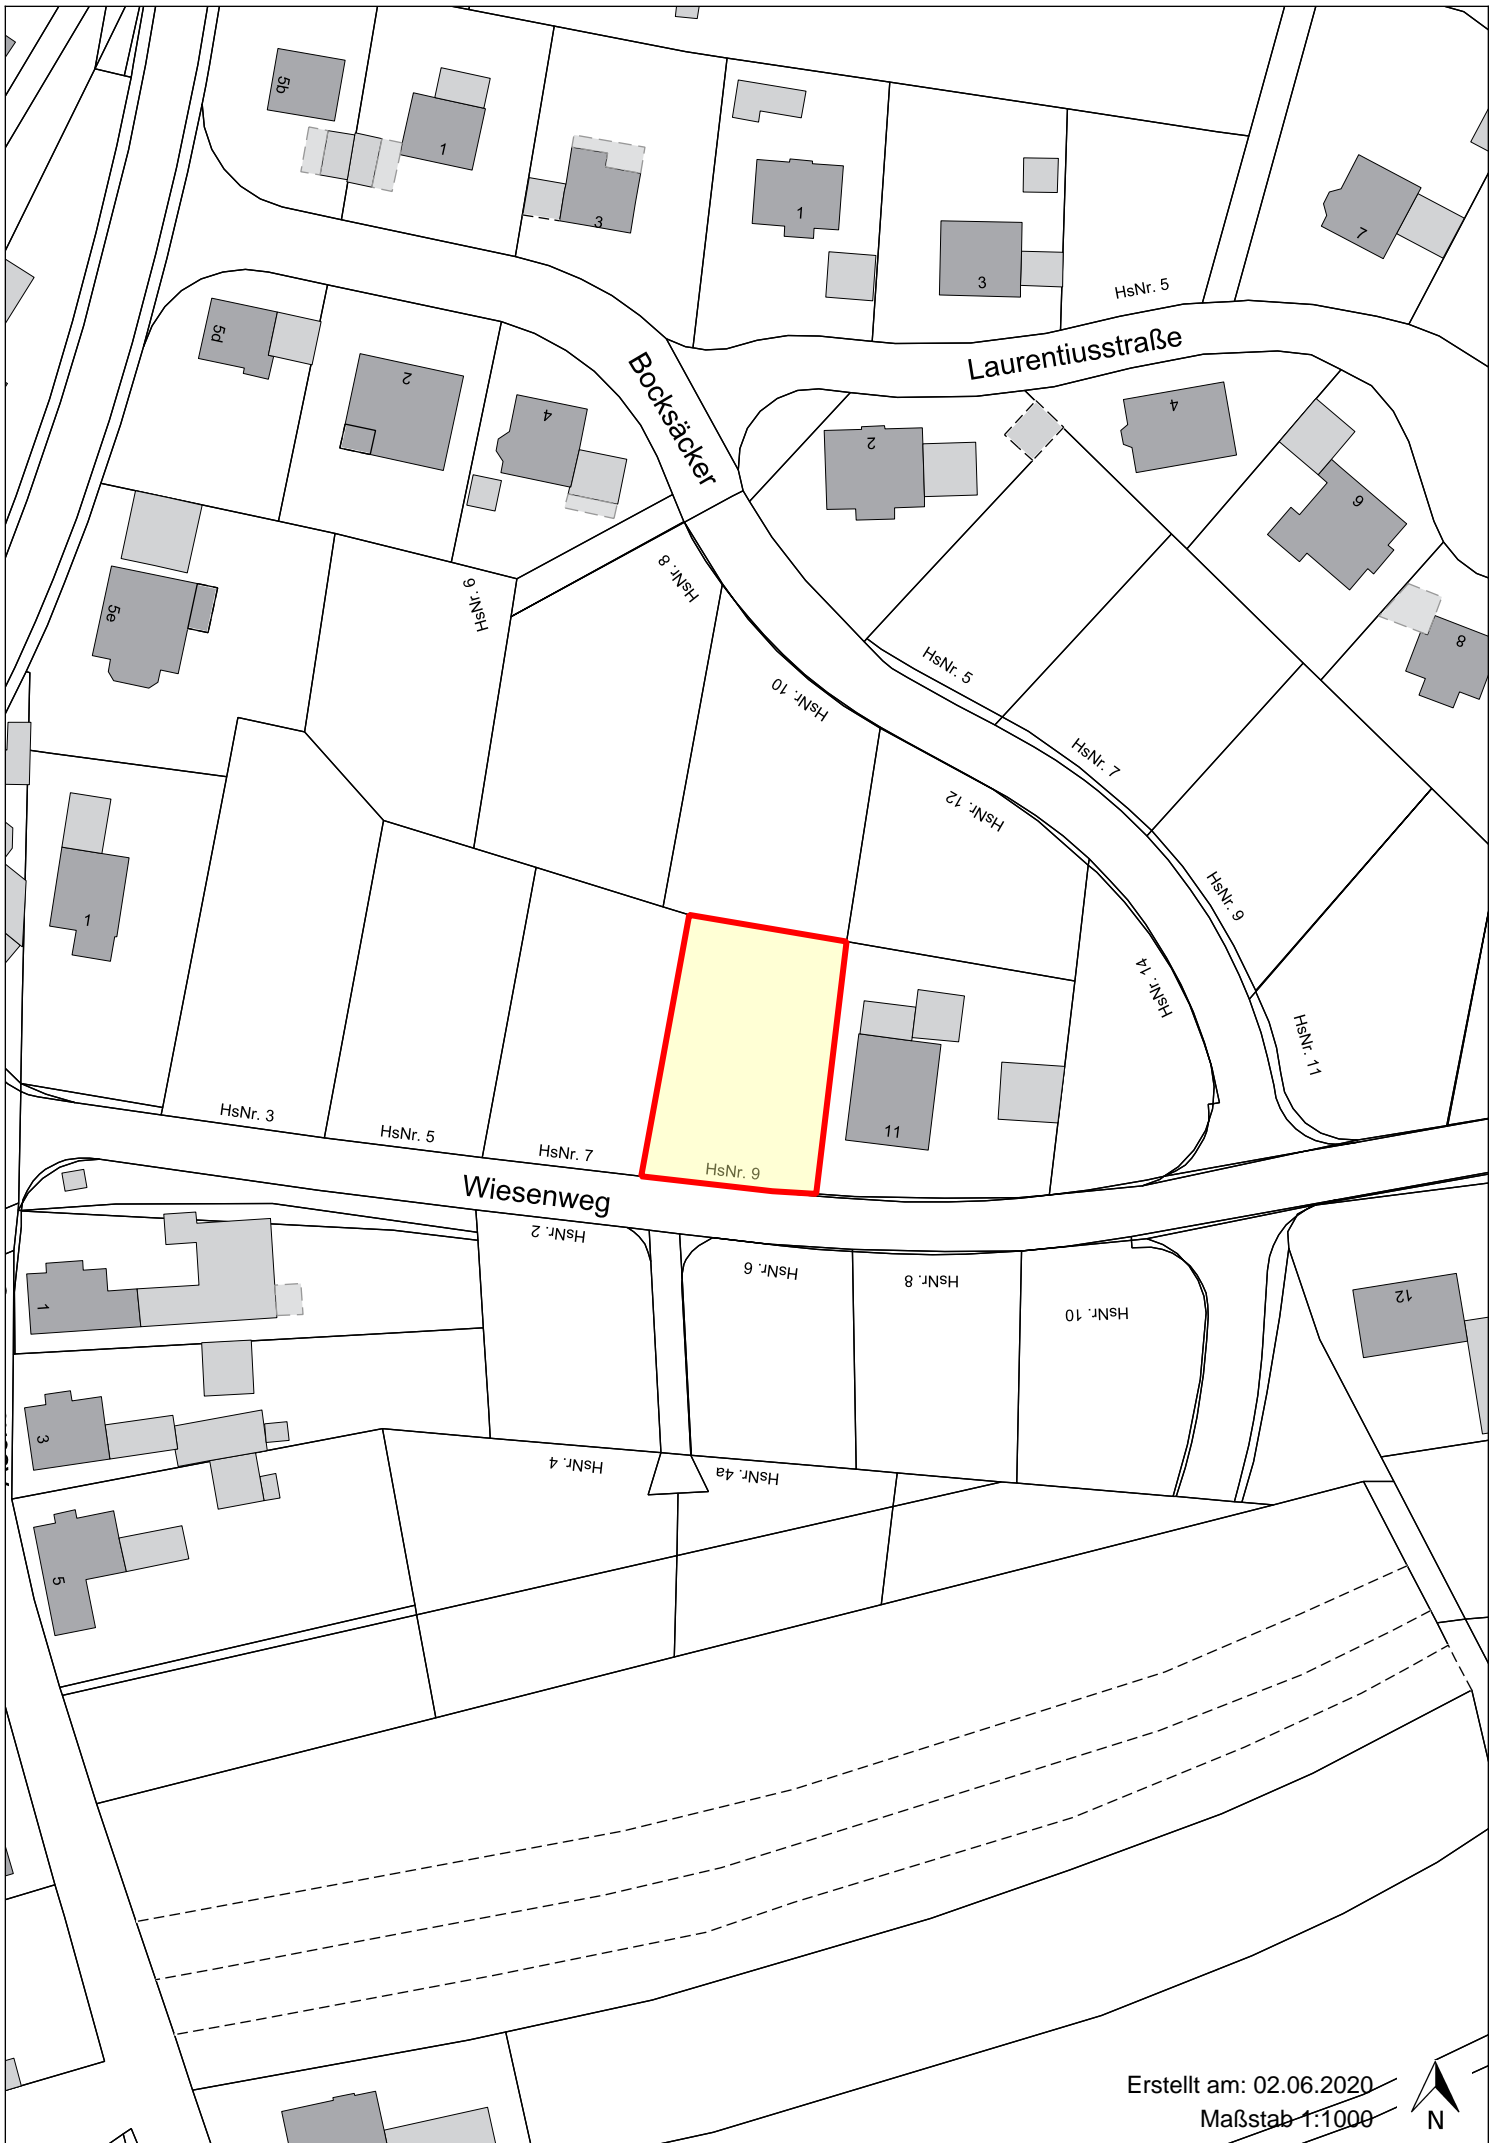 5b
1
3
1
3
HsNr. 5
7
Laurentiusstraße
Bocksäcker
5d
2
4
2
4
6
8
5e
HsNr. 6
HsNr. 8
HsNr. 10
HsNr. 5
HsNr. 7
HsNr. 12
HsNr. 9
HsNr. 14
HsNr. 11
1
11
HsNr. 3
HsNr. 5
HsNr. 7
HsNr. 9
Wiesenweg
HsNr. 2
HsNr. 6
HsNr. 8
HsNr. 10
12
1
3
HsNr. 4
HsNr. 4a
5
Erstellt am: 02.06.2020
Maßstab 1:1000
N